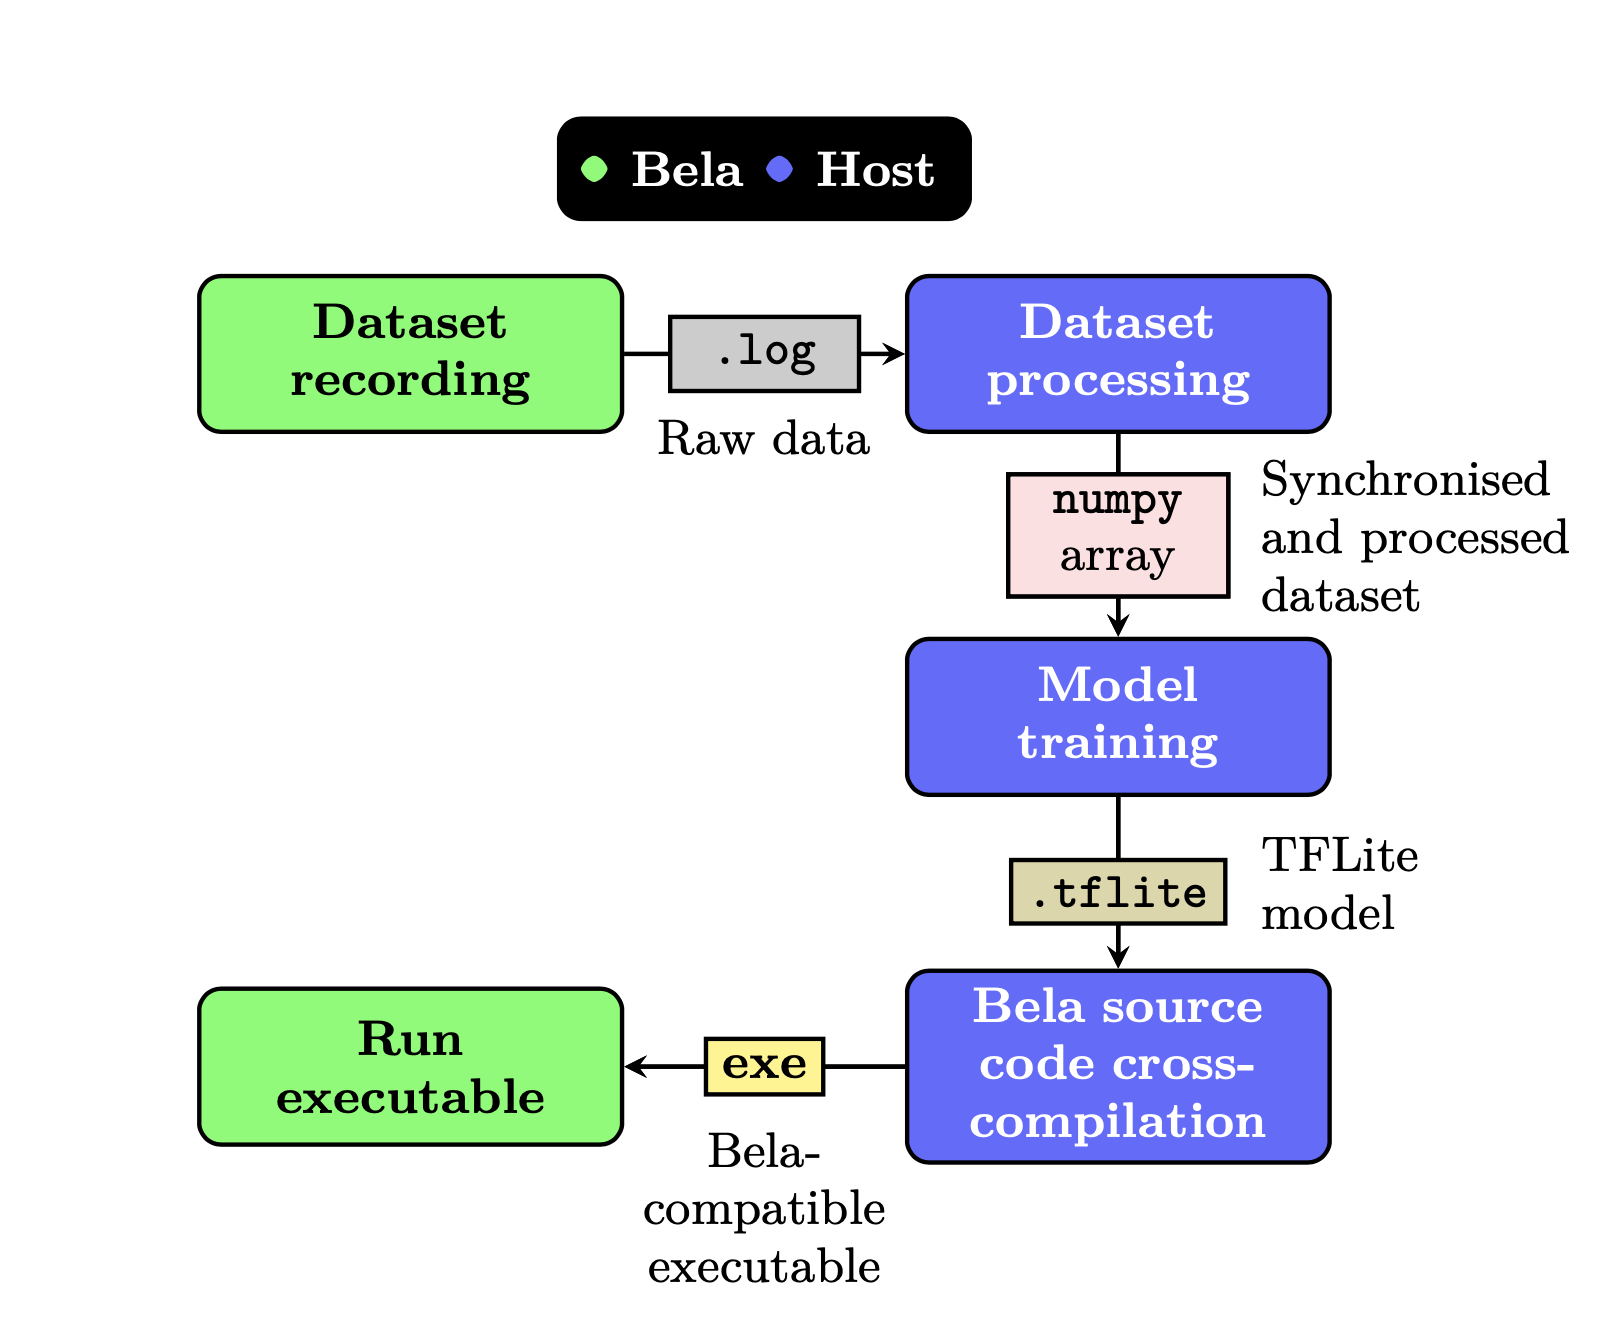 Bela Host
Dataset
recording
.log
Raw data
Dataset
processing
numpy
array
Synchronised
and processed
dataset
Model
training
.tflite
TFLite
model
Bela source
code cross-
compilation
exe
Bela-
compatible
executable
Run
executable